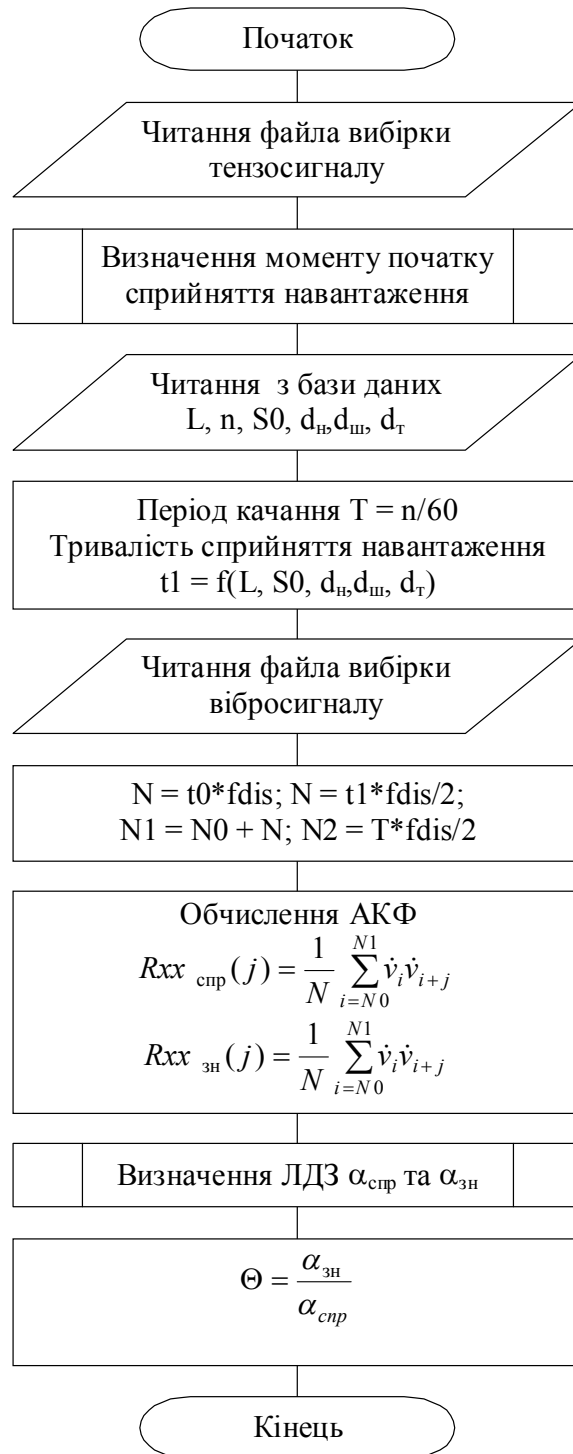 Початок
Читання файла вибірки
тензосигналу
Визначення моменту початку
сприйняття навантаження
Читання з бази даних
L, n, S0, dн,dш, dт
Період качання T = n/60
Тривалість сприйняття навантаження
t1 = f(L, S0, dн,dш, dт)
Читання файла вибірки
вібросигналу
N = t0*fdis; N = t1*fdis/2;
N1 = N0 + N; N2 = T*fdis/2
Обчислення АКФ
Rxx спр(j) = 1/N ∑_{i=N0}^{N1} v̇ᵢv̇ᵢ₊ⱼ
Rxx зн(j) = 1/N ∑_{i=N0}^{N1} v̇ᵢv̇ᵢ₊ⱼ
Визначення ЛДЗ αспр та αзн
Θ = αзн/αспр
Кінець